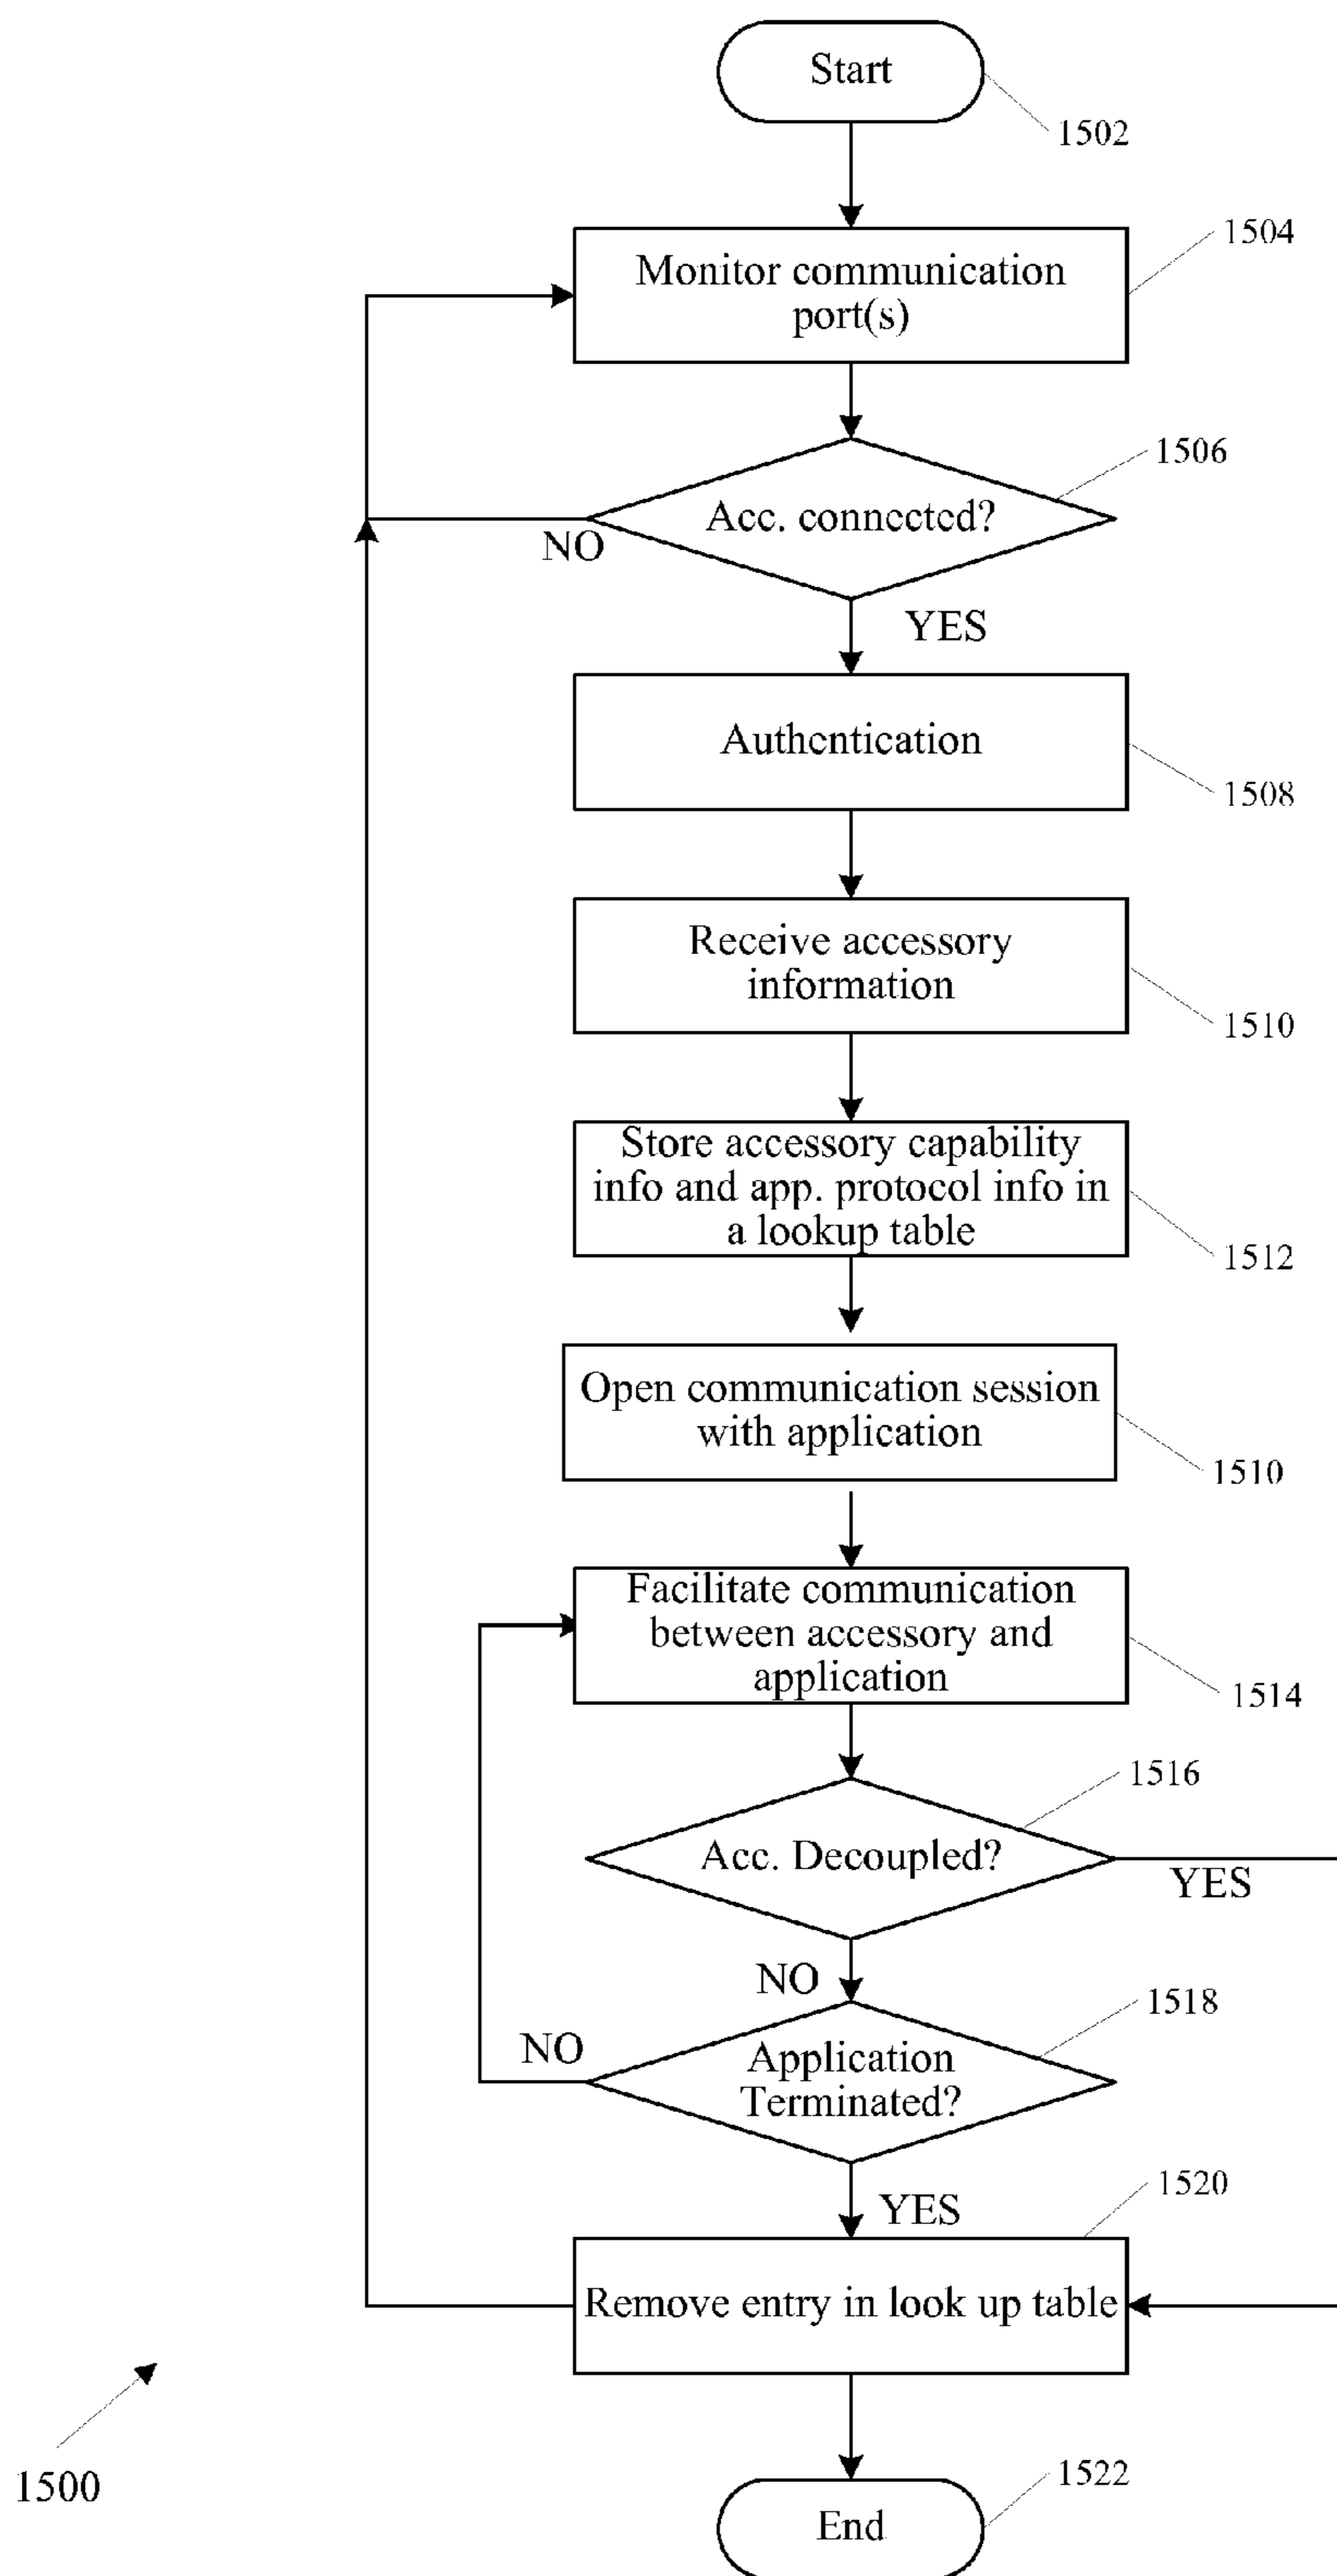 Start
1502
1504
Monitor communication
port(s)
1506
Acc. connected?
NO
YES
Authentication
1508
Receive accessory
information
1510
Store accessory capability
info and app. protocol info in
a lookup table
1512
Open communication session
with application
1510
Facilitate communication
between accessory and
application
1514
1516
Acc. Decoupled?
YES
NO
1518
NO
Application
Terminated?
1520
YES
Remove entry in look up table
1500
1522
End